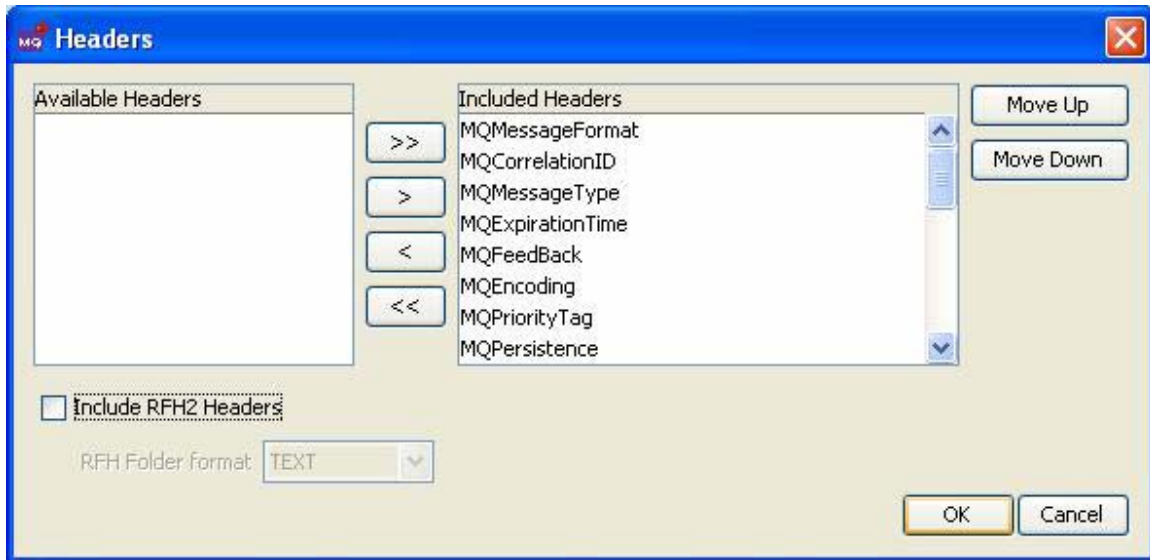 MQ Headers
Available Headers
>>
>
<
<<
Included Headers
MQMessageFormat
MQCorrelationID
MQMessageType
MQExpirationTime
MQFeedBack
MQEncoding
MQPriorityTag
MQPersistence
Move Up
Move Down
Include RFH2 Headers
RFH Folder format TEXT
OK Cancel